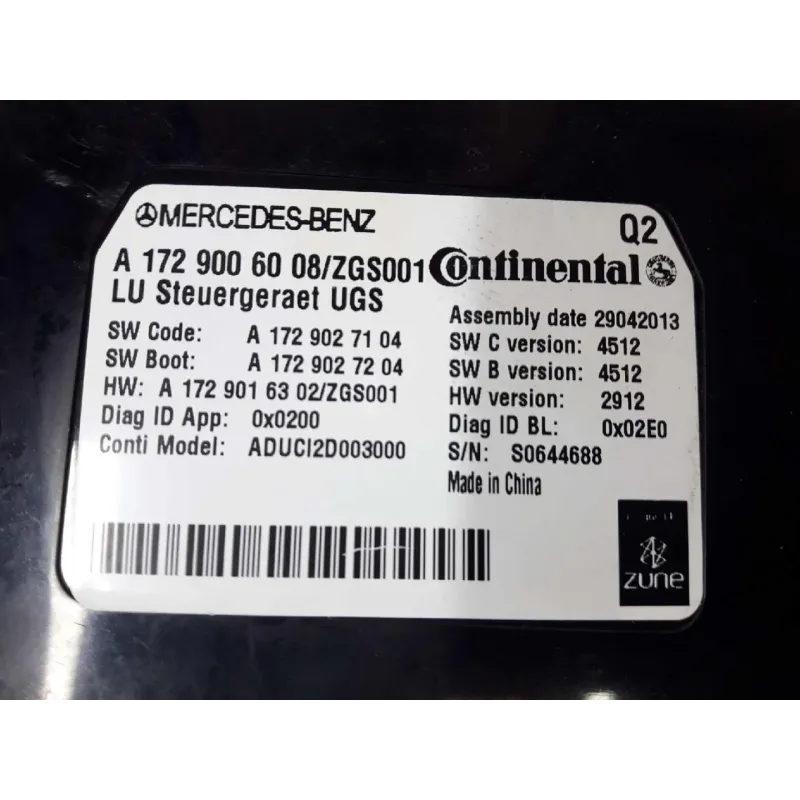 MERCEDES-BENZ
Q2
A 172 900 60 08/ZGS001
Continental
LU Steuergeraet UGS
Assembly date 29042013
SW Code: A 172 902 71 04
SW C version: 4512
SW Boot: A 172 902 72 04
SW B version: 4512
HW: A 172 901 63 02/ZGS001
HW version: 2912
Diag ID App: 0x0200
Diag ID BL: 0x02E0
Conti Model: ADUCI2D003000
S/N: S0644688
Made in China
zune